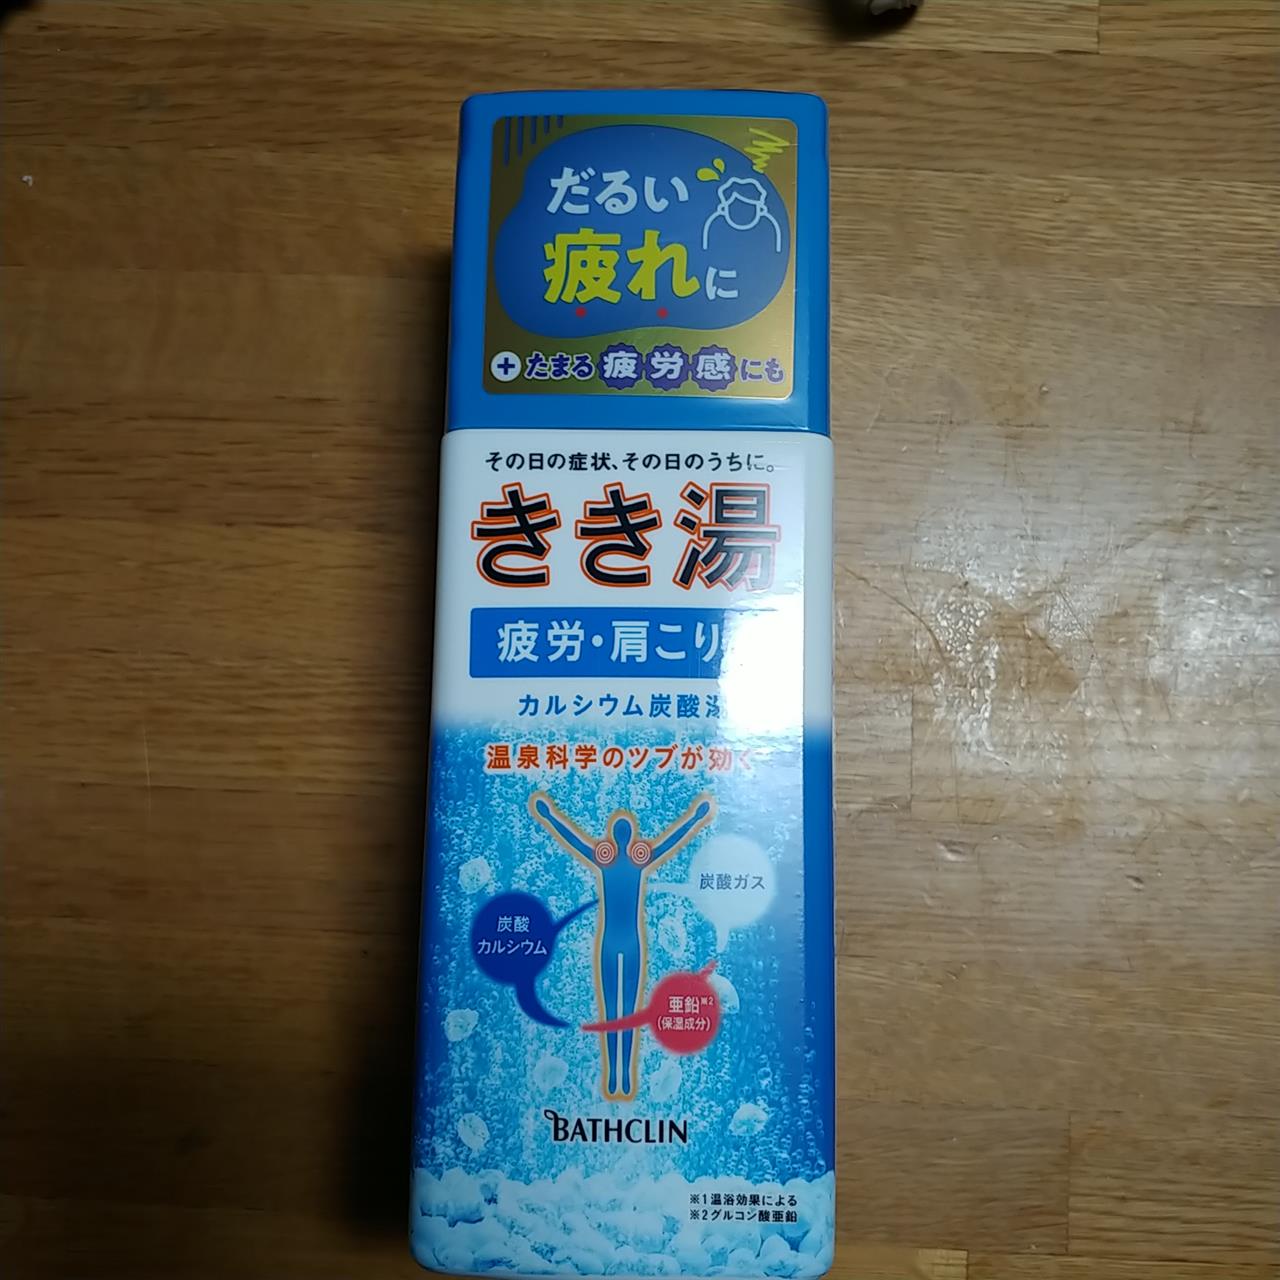 だるい
疲れに
+たまる疲労感にも
その日の症状、その日のうちに。
きき湯
疲労・肩こり
カルシウム炭酸湯
温泉科学のツブが効く
炭酸ガス
炭酸
カルシウム
亜鉛※2
(保湿成分)
BATHCLIN
※1温浴効果による
※2グルコン酸亜鉛